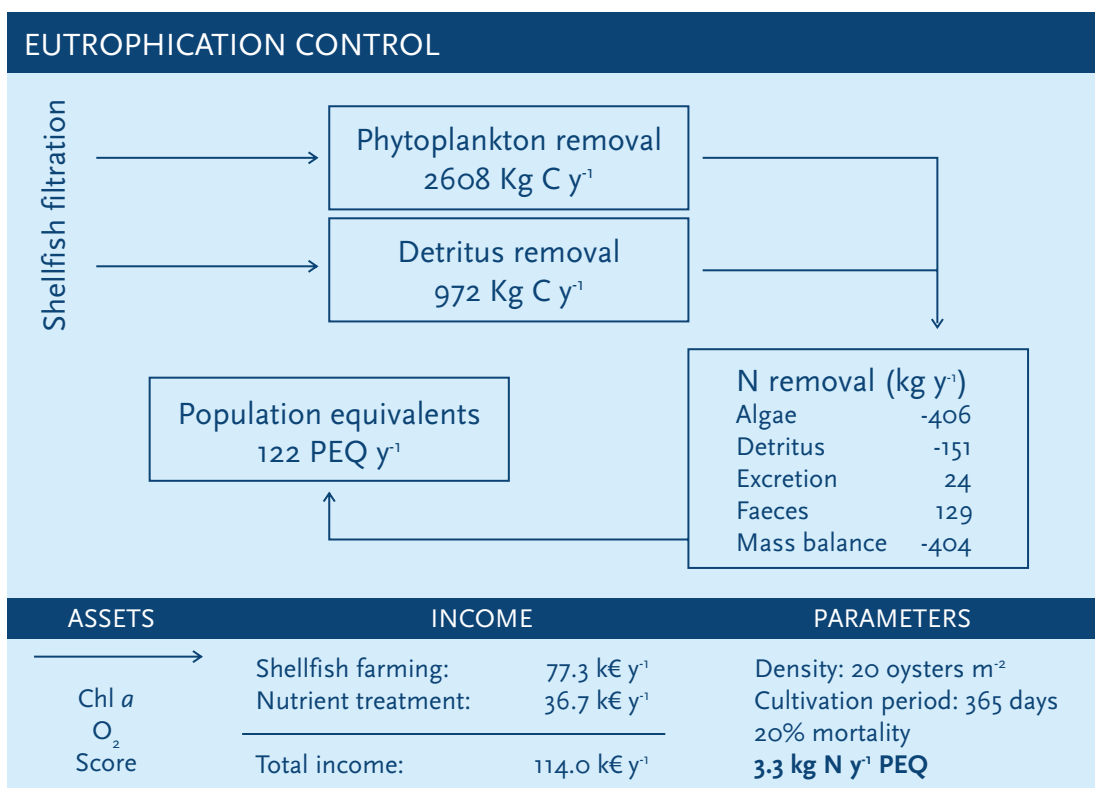 EUTROPHICATION CONTROL
Shellfish filtration
Phytoplankton removal
2608 Kg C y⁻¹
Detritus removal
972 Kg C y⁻¹
N removal (kg y⁻¹)
Algae -406
Detritus -151
Excretion 24
Faeces 129
Mass balance -404
Population equivalents
122 PEQ y⁻¹
ASSETS INCOME PARAMETERS
Chl a
O₂
Score
Shellfish farming: 77.3 k€ y⁻¹
Nutrient treatment: 36.7 k€ y⁻¹
Total income: 114.0 k€ y⁻¹
Density: 20 oysters m⁻²
Cultivation period: 365 days
20% mortality
3.3 kg N y⁻¹ PEQ